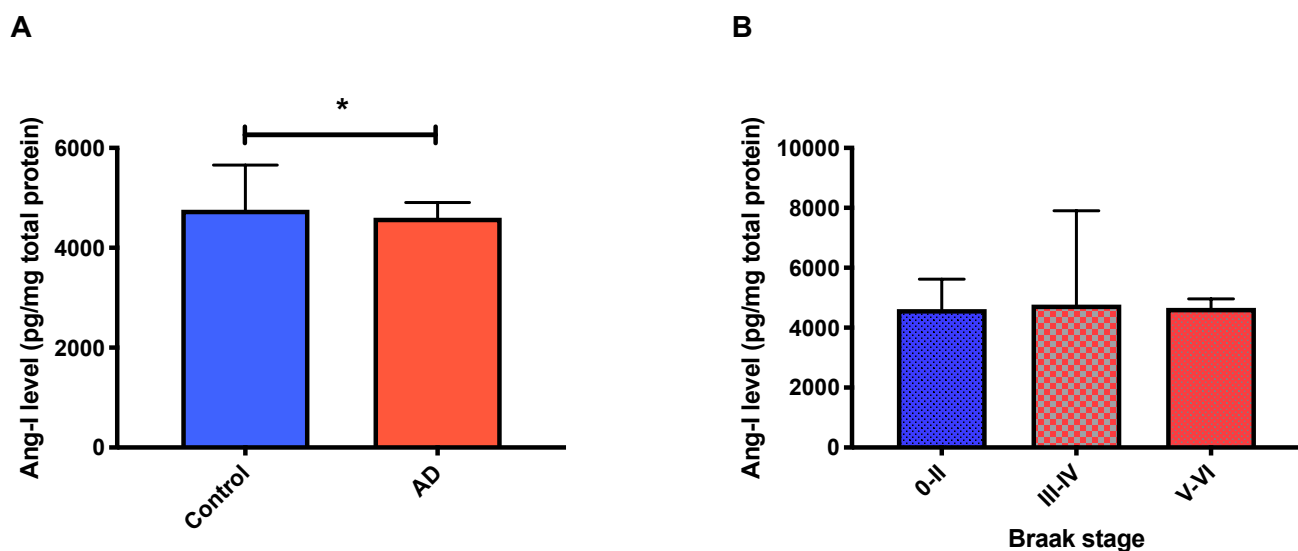 A
*
Ang-I level (pg/mg total protein)
6000
4000
2000
0
Control
AD
B
Ang-I level (pg/mg total protein)
10000
8000
6000
4000
2000
0
0-II
III-IV
V-VI
Braak stage